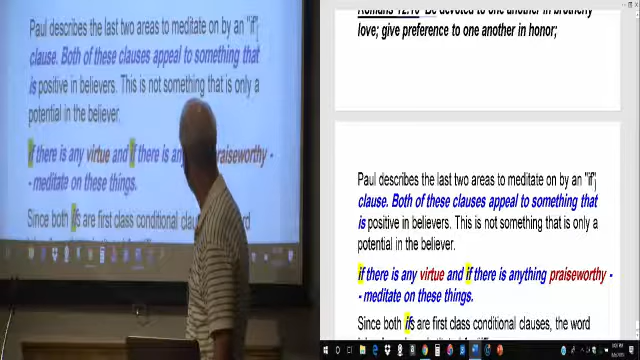 Paul describes the last two areas to meditate on by an "if"
clause. Both of these clauses appeal to something that
is positive in believers. This is not something that is only a
potential in the believer.
if there is any virtue and if there is an praiseworthy -
- meditate on these things.
Since both ifs are first class conditional clau rd
Romans 12:10 Be devoted to one another in brotherly
love; give preference to one another in honor;
Paul describes the last two areas to meditate on by an "if"
clause. Both of these clauses appeal to something that
is positive in believers. This is not something that is only a
potential in the believer.
if there is any virtue and if there is anything praiseworthy -
- meditate on these things.
Since both ifs are first class conditional clauses, the word